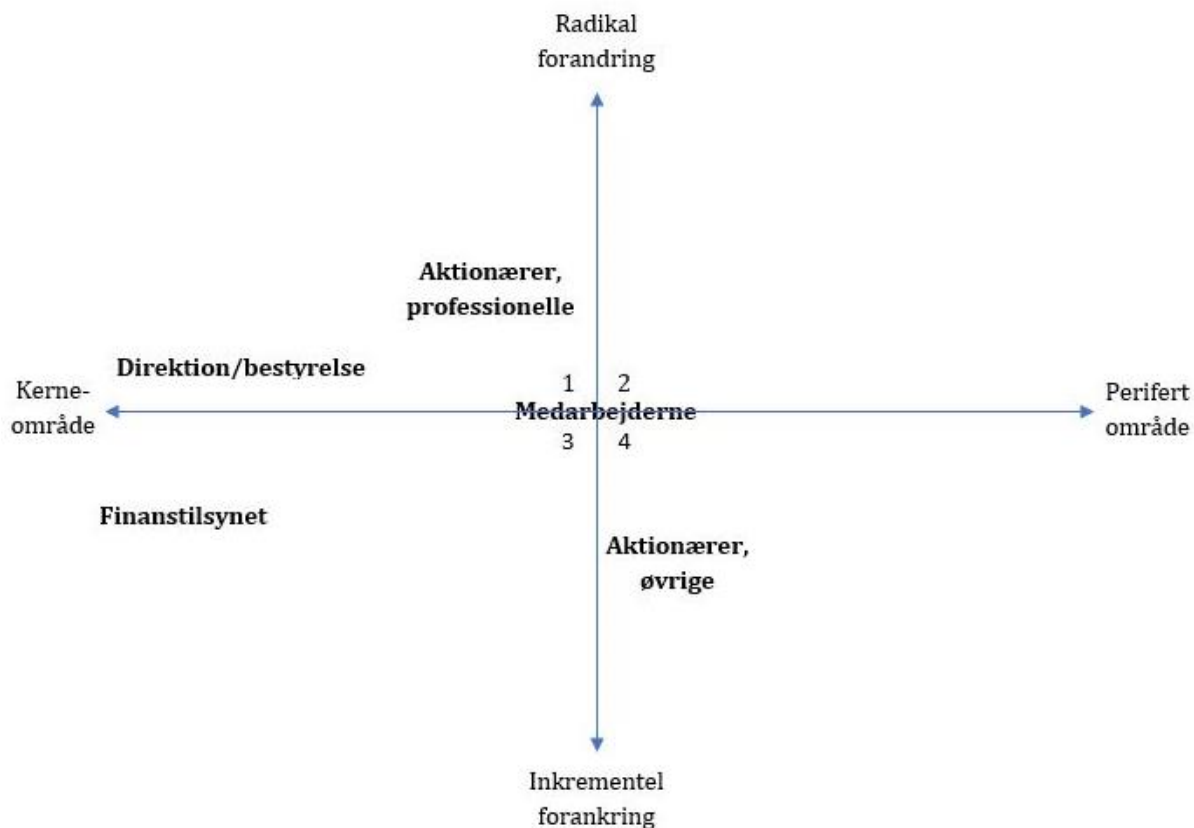 Radikal
forandring
Aktionærer,
professionelle
Direktion/bestyrelse
Kerne-
område
1 2
Medarbejderne
3 4
Perifert
område
Finanstilsynet
Aktionærer,
øvrige
Inkrementel
forankring